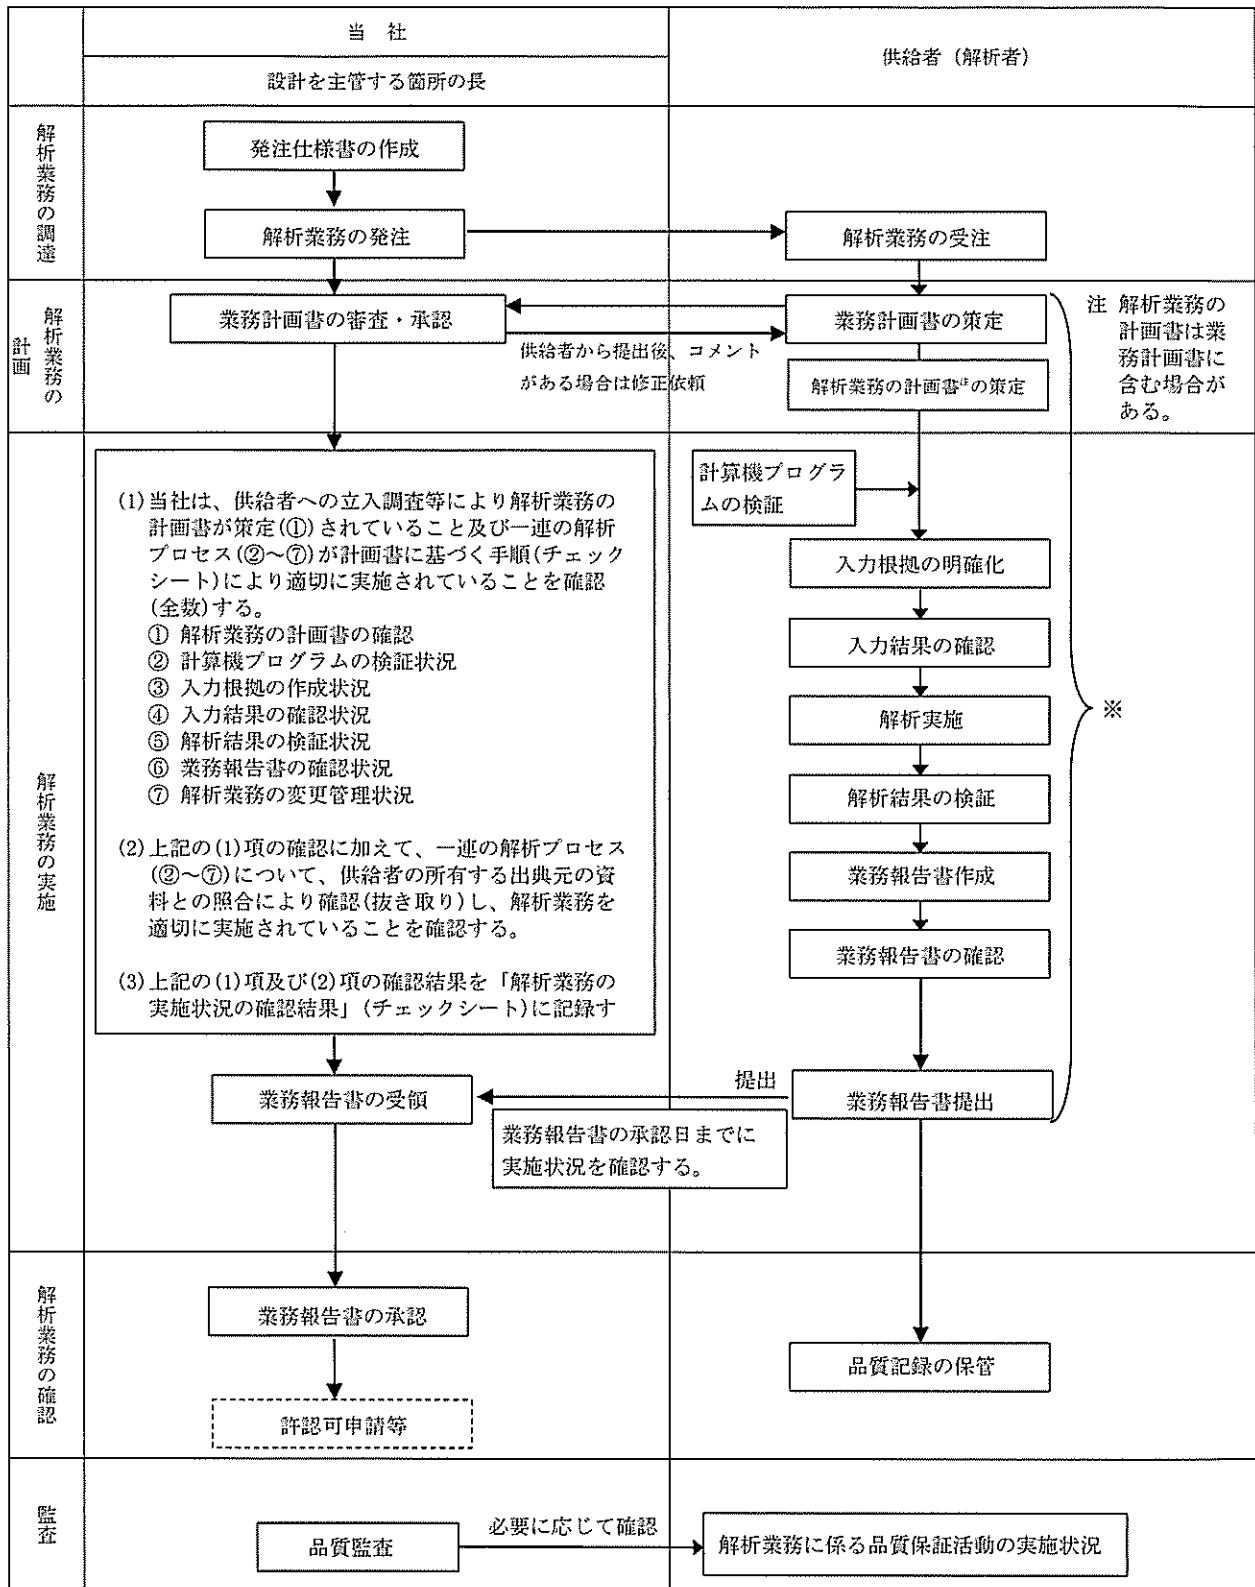 当社
設計を主管する箇所の長
供給者（解析者）
解析業務の調達
発注仕様書の作成
解析業務の発注
解析業務の受注
解析業務の
計画
業務計画書の審査・承認
業務計画書の策定
供給者から提出後、コメント
がある場合は修正依頼
解析業務の計画書注の策定
注 解析業務の
計画書は業
務計画書に
含む場合が
ある。
解析業務の実施
(1)当社は、供給者への立入調査等により解析業務の
計画書が策定(①)されていること及び一連の解析
プロセス(②～⑦)が計画書に基づく手順(チェック
シート)により適切に実施されていることを確認
(全数)する。
① 解析業務の計画書の確認
② 計算機プログラムの検証状況
③ 入力根拠の作成状況
④ 入力結果の確認状況
⑤ 解析結果の検証状況
⑥ 業務報告書の確認状況
⑦ 解析業務の変更管理状況
(2)上記の(1)項の確認に加えて、一連の解析プロセス
(②～⑦)について、供給者の所有する出典元の資
料との照合により確認(抜き取り)し、解析業務を
適切に実施されていることを確認する。
(3)上記の(1)項及び(2)項の確認結果を「解析業務の
実施状況の確認結果」(チェックシート)に記録す
計算機プログラ
ムの検証
入力根拠の明確化
入力結果の確認
解析実施
解析結果の検証
業務報告書作成
業務報告書の確認
※
業務報告書の受領
提出
業務報告書提出
業務報告書の承認日までに
実施状況を確認する。
解析業務の確認
業務報告書の承認
品質記録の保管
許認可申請等
監査
品質監査
必要に応じて確認
解析業務に係る品質保証活動の実施状況